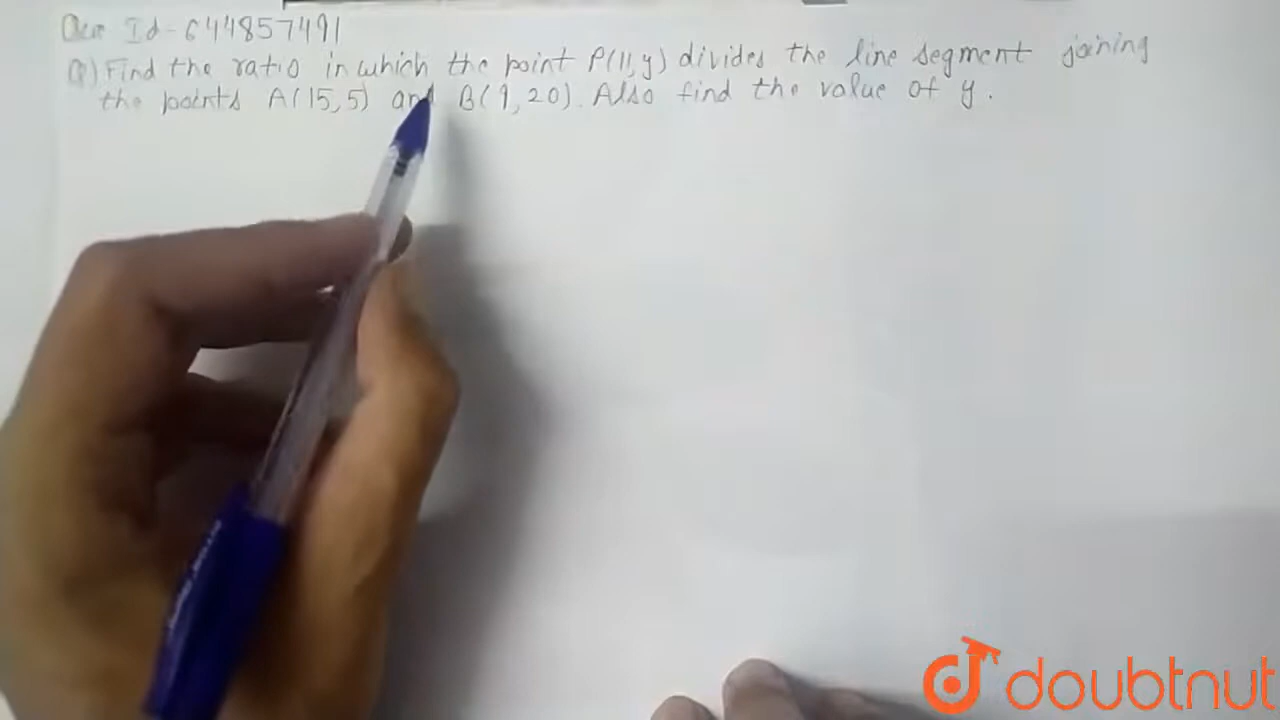 Que Id-644857491
Q) Find the ratio in which the point P(11,y) divides the line segment joining
the points A(15,5) and B(9,20). Also find the value of y.
doubtnut